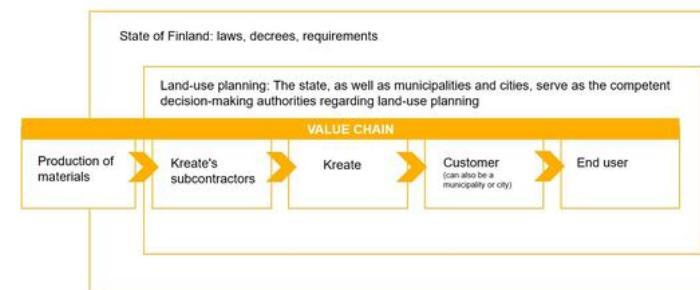 State of Finland: laws, decrees, requirements
Land-use planning: The state, as well as municipalities and cities, serve as the competent
decision-making authorities regarding land-use planning
VALUE CHAIN
Production of
materials
Kreate's
subcontractors
Kreate
Customer
(can also be a
municipality or city)
End user